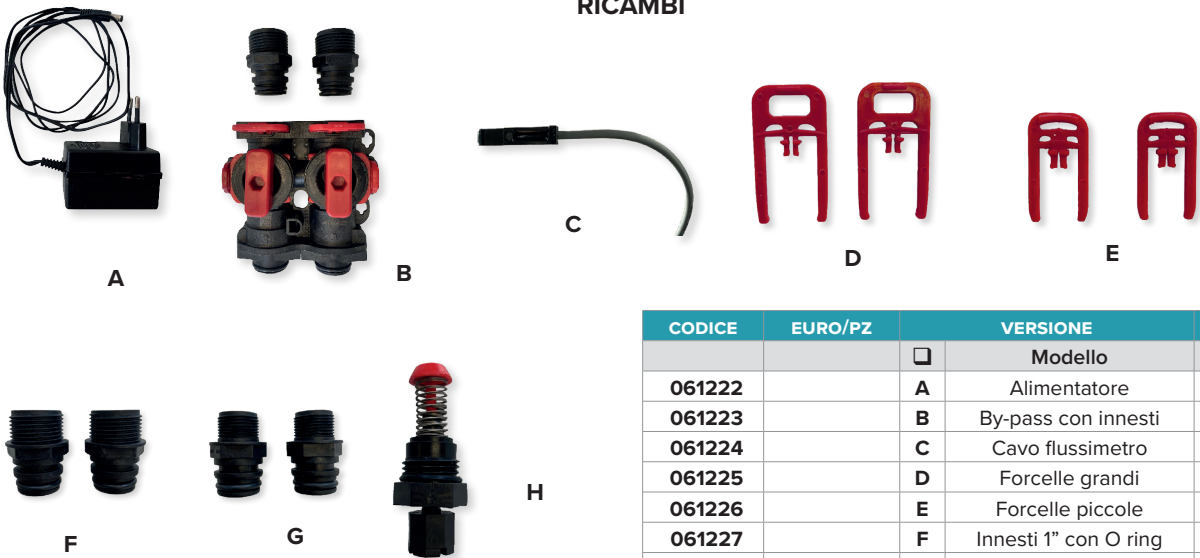 RICAMBI
A
B
C
D
E
F
G
H
CODICE EURO/PZ VERSIONE
❏ Modello
061222 A Alimentatore
061223 B By-pass con innesti
061224 C Cavo flussimetro
061225 D Forcelle grandi
061226 E Forcelle piccole
061227 F Innesti 1” con O ring